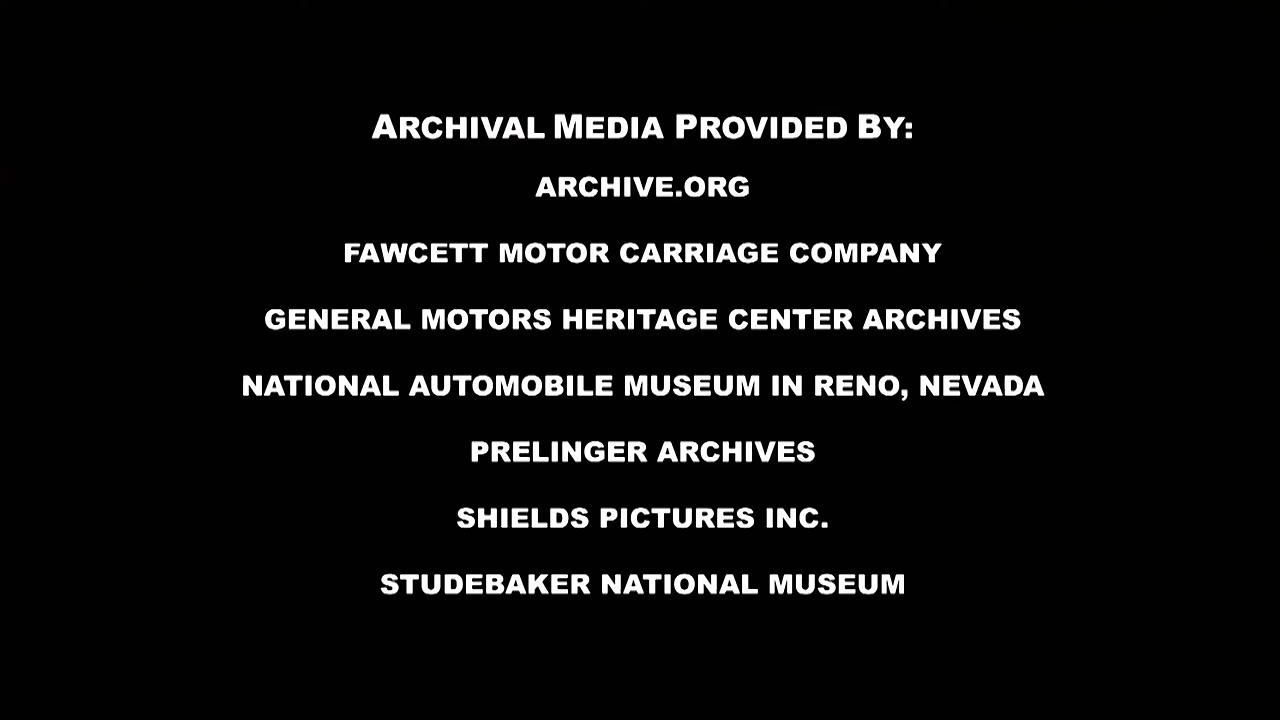 ARCHIVAL MEDIA PROVIDED BY:
ARCHIVE.ORG
FAWCETT MOTOR CARRIAGE COMPANY
GENERAL MOTORS HERITAGE CENTER ARCHIVES
NATIONAL AUTOMOBILE MUSEUM IN RENO, NEVADA
PRELINGER ARCHIVES
SHIELDS PICTURES INC.
STUDEBAKER NATIONAL MUSEUM